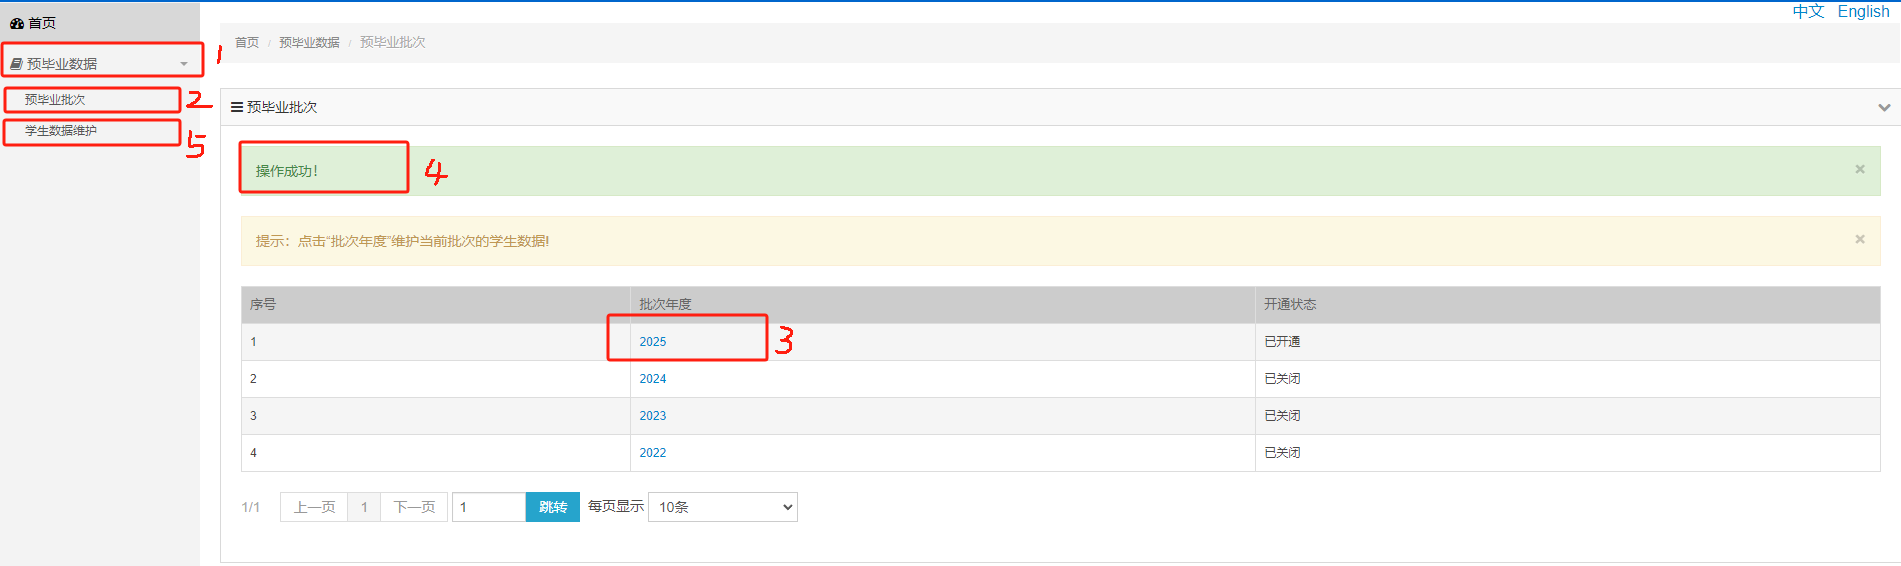 中文 English
首页
首页 / 预毕业数据 / 预毕业批次
预毕业数据
1
预毕业批次
2
学生数据维护
5
预毕业批次
操作成功！
4
×
提示：点击“批次年度”维护当前批次的学生数据!
×
序号 批次年度 开通状态
1 2025 已开通
3
2 2024 已关闭
3 2023 已关闭
4 2022 已关闭
1/1 上一页 1 下一页 1 跳转 每页显示 10条